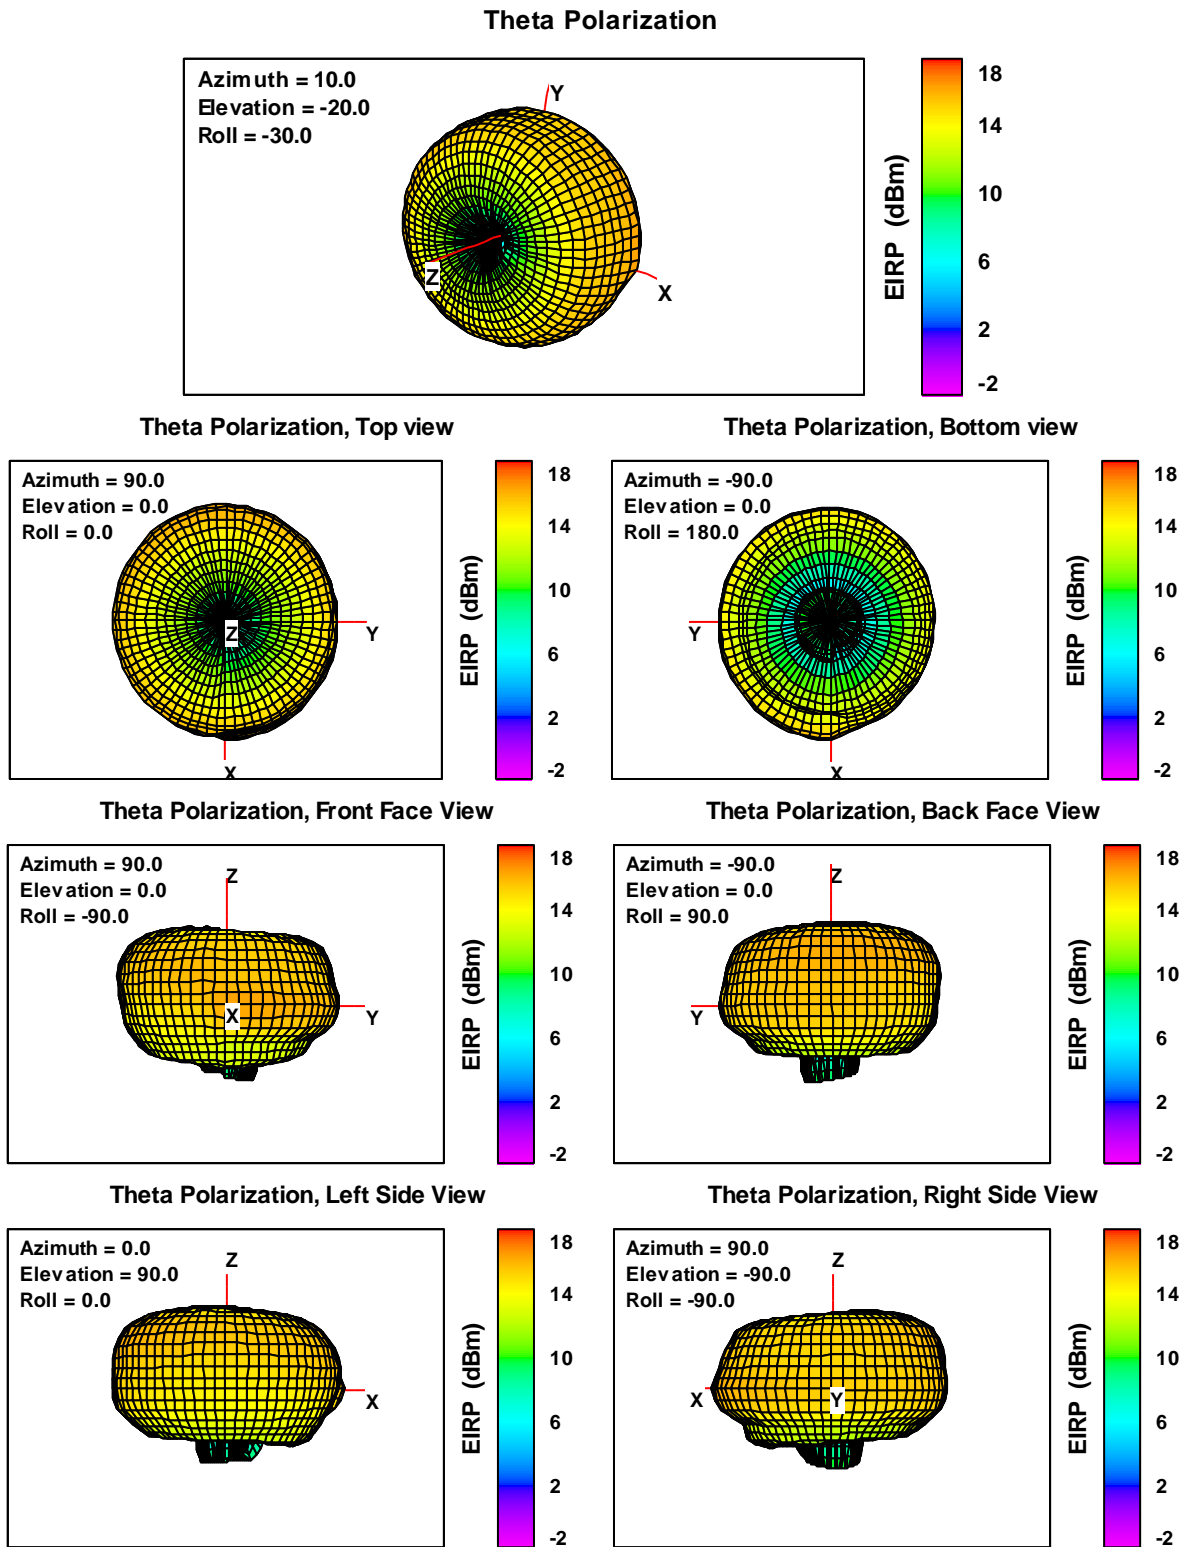 Theta Polarization
Azimuth = 10.0
Elevation = -20.0
Roll = -30.0
Y
Z
X
18
14
10
6
2
-2
EIRP (dBm)
Theta Polarization, Top view
Azimuth = 90.0
Elevation = 0.0
Roll = 0.0
Z
Y
X
18
14
10
6
2
-2
EIRP (dBm)
Theta Polarization, Bottom view
Azimuth = -90.0
Elevation = 0.0
Roll = 180.0
Y
X
18
14
10
6
2
-2
EIRP (dBm)
Theta Polarization, Front Face View
Azimuth = 90.0
Elevation = 0.0
Roll = -90.0
Z
X
Y
18
14
10
6
2
-2
EIRP (dBm)
Theta Polarization, Back Face View
Azimuth = -90.0
Elevation = 0.0
Roll = 90.0
Z
Y
18
14
10
6
2
-2
EIRP (dBm)
Theta Polarization, Left Side View
Azimuth = 0.0
Elevation = 90.0
Roll = 0.0
Z
X
18
14
10
6
2
-2
EIRP (dBm)
Theta Polarization, Right Side View
Azimuth = 90.0
Elevation = -90.0
Roll = -90.0
Z
X
Y
18
14
10
6
2
-2
EIRP (dBm)